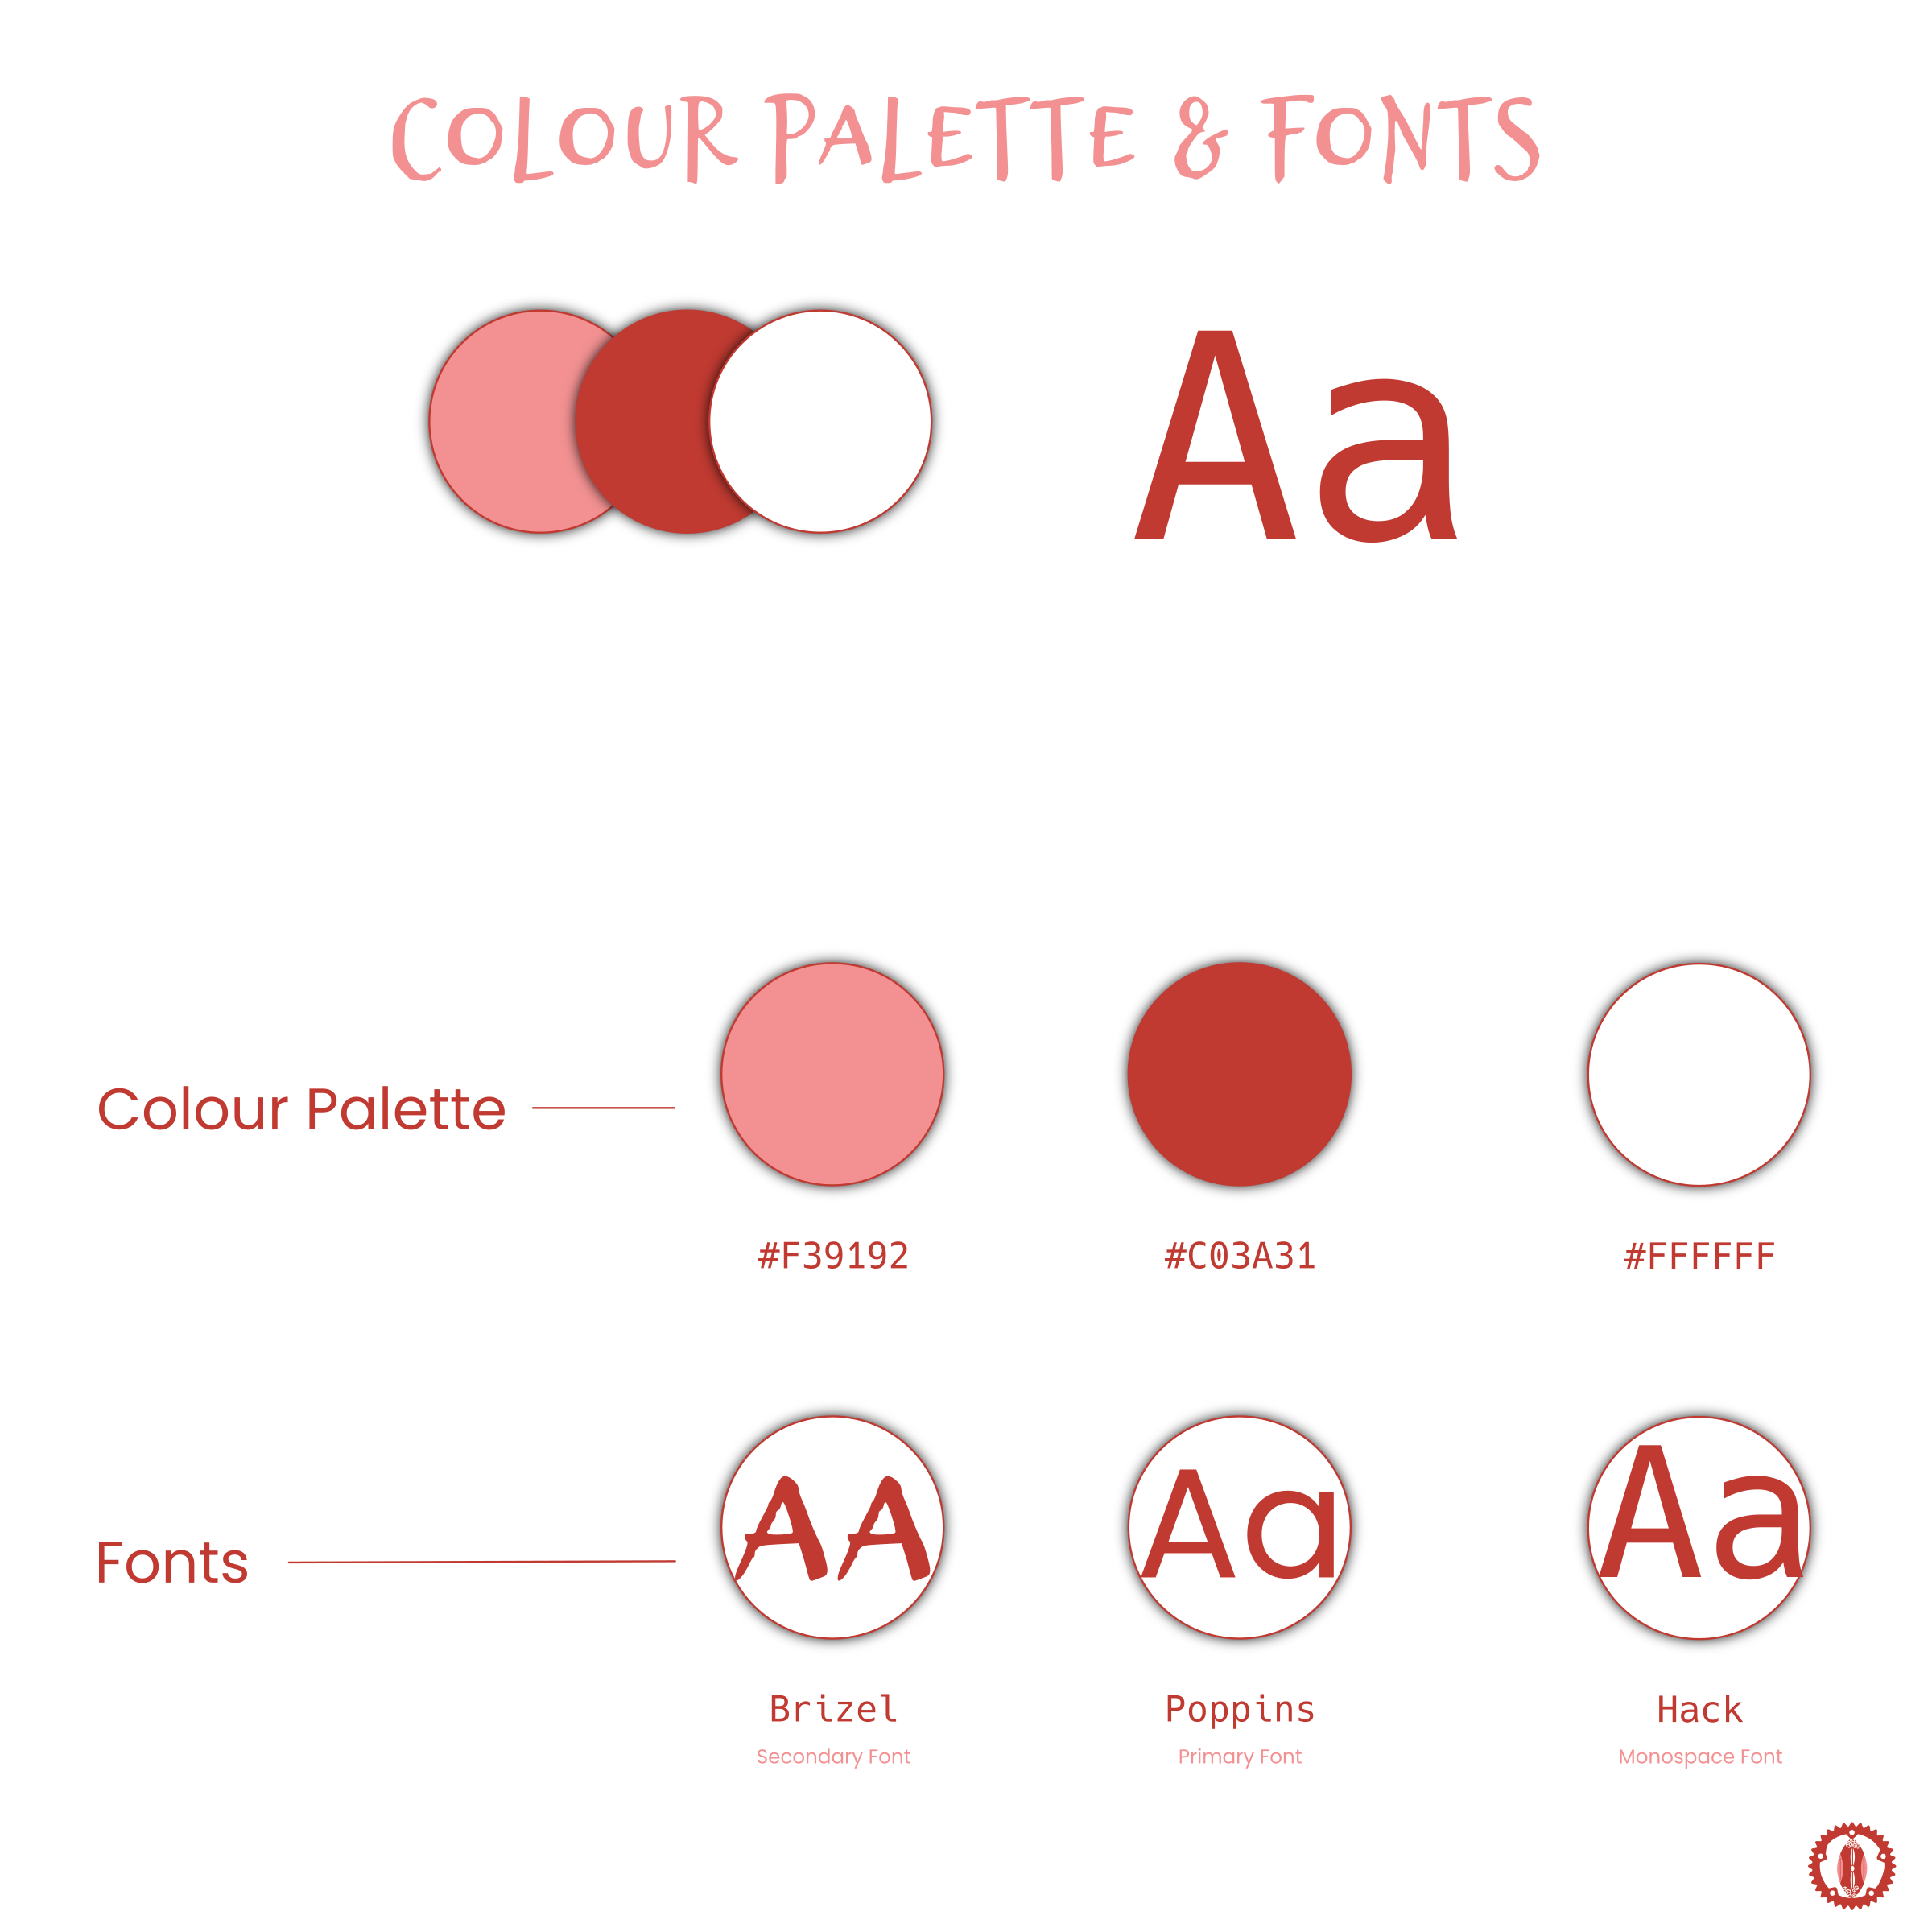 COLOUR PALETTE & FONTS
Aa
Colour Palette
#F39192 #C03A31 #FFFFFF
Fonts
AA Aa Aa
Brizel Poppins Hack
Secondary Font Primary Font Monospace Font